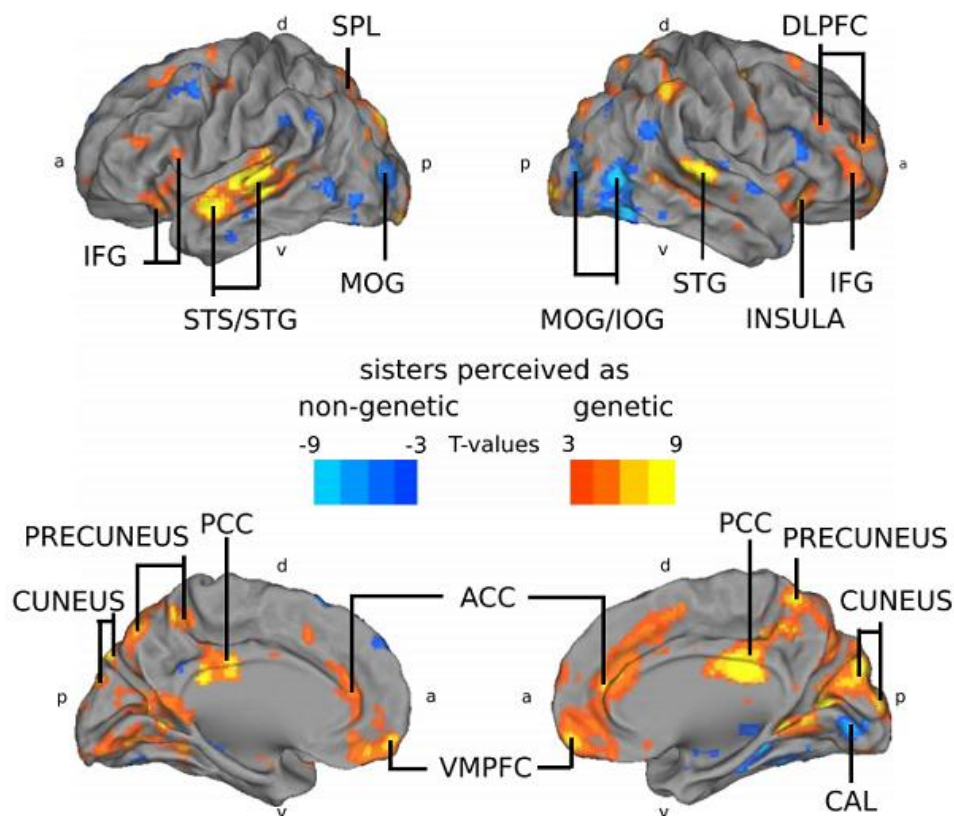 SPL
d
d
DLPFC
a
p
p
a
IFG
v
MOG
STS/STG
v
STG
IFG
MOG/IOG
INSULA
sisters perceived as
non-genetic
genetic
-9
-3
T-values
3
9
PCC
PRECUNEUS
d
CUNEUS
ACC
PCC
d
PRECUNEUS
CUNEUS
p
a
a
p
VMPFC
CAL
v
v